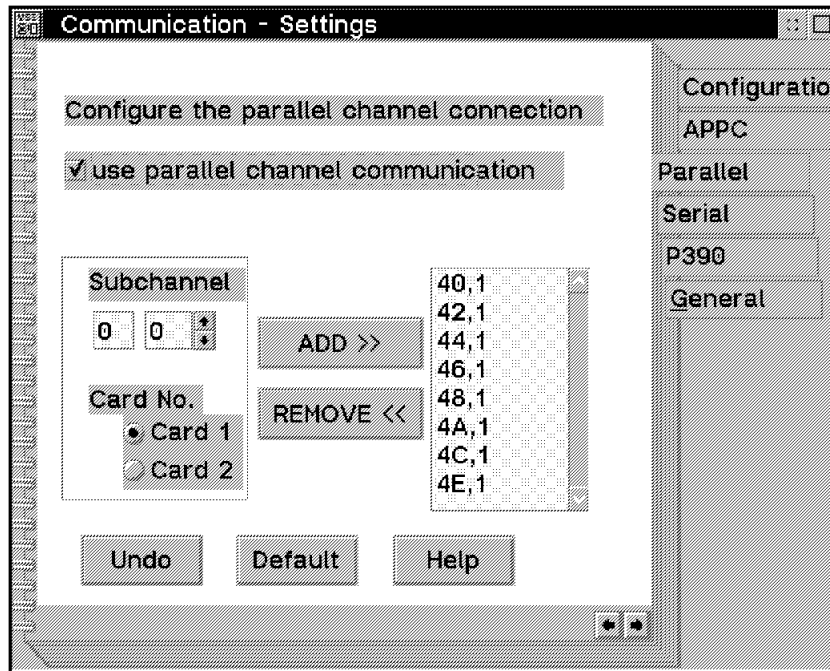 Communication - Settings
Configure the parallel channel connection
use parallel channel communication
Subchannel
0 0
Card No.
Card 1
Card 2
ADD >>
REMOVE <<
40,1
42,1
44,1
46,1
48,1
4A,1
4C,1
4E,1
Undo
Default
Help
Configuratio
APPC
Parallel
Serial
P390
General